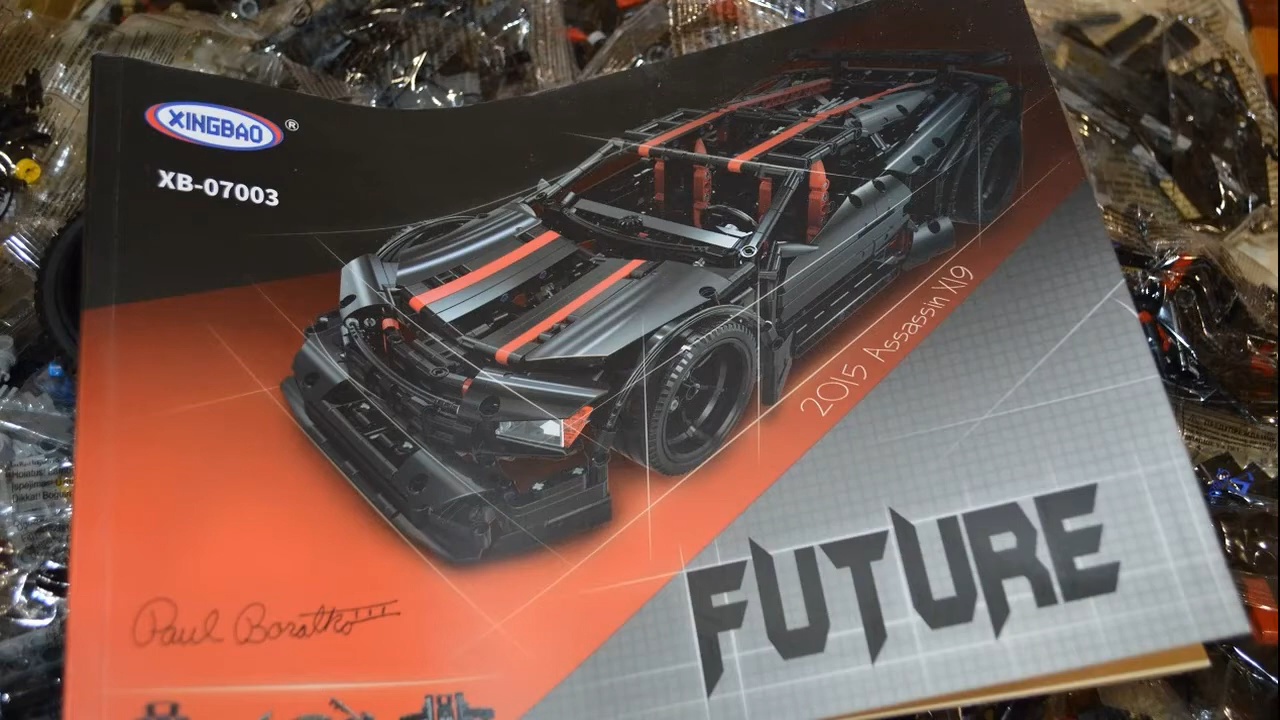 XINGBAO®
XB-07003
2015 Assassin X19
FUTURE
Paul Boratko III